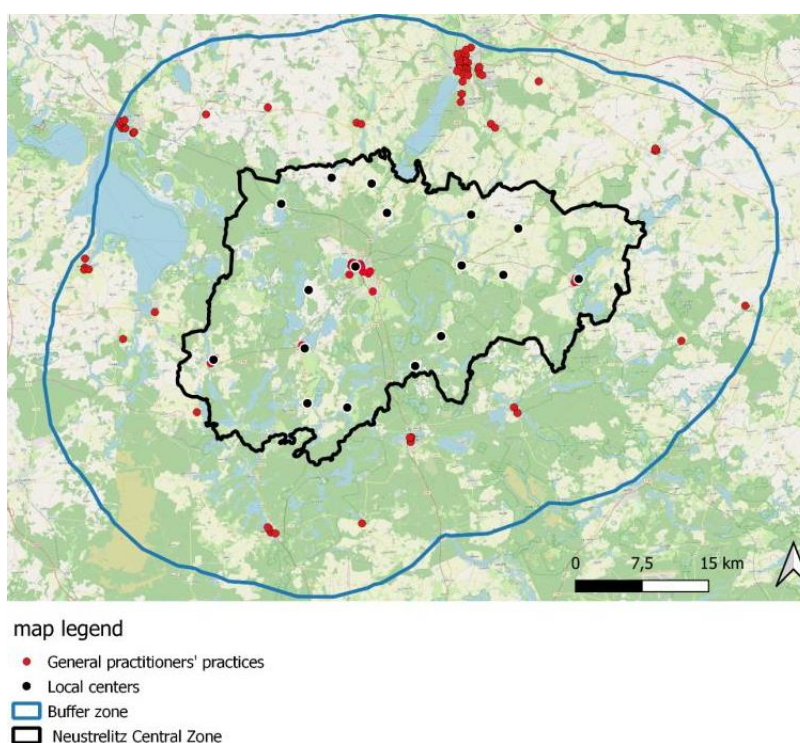 0 7,5 15 km
map legend
General practitioners' practices
Local centers
Buffer zone
Neustrelitz Central Zone